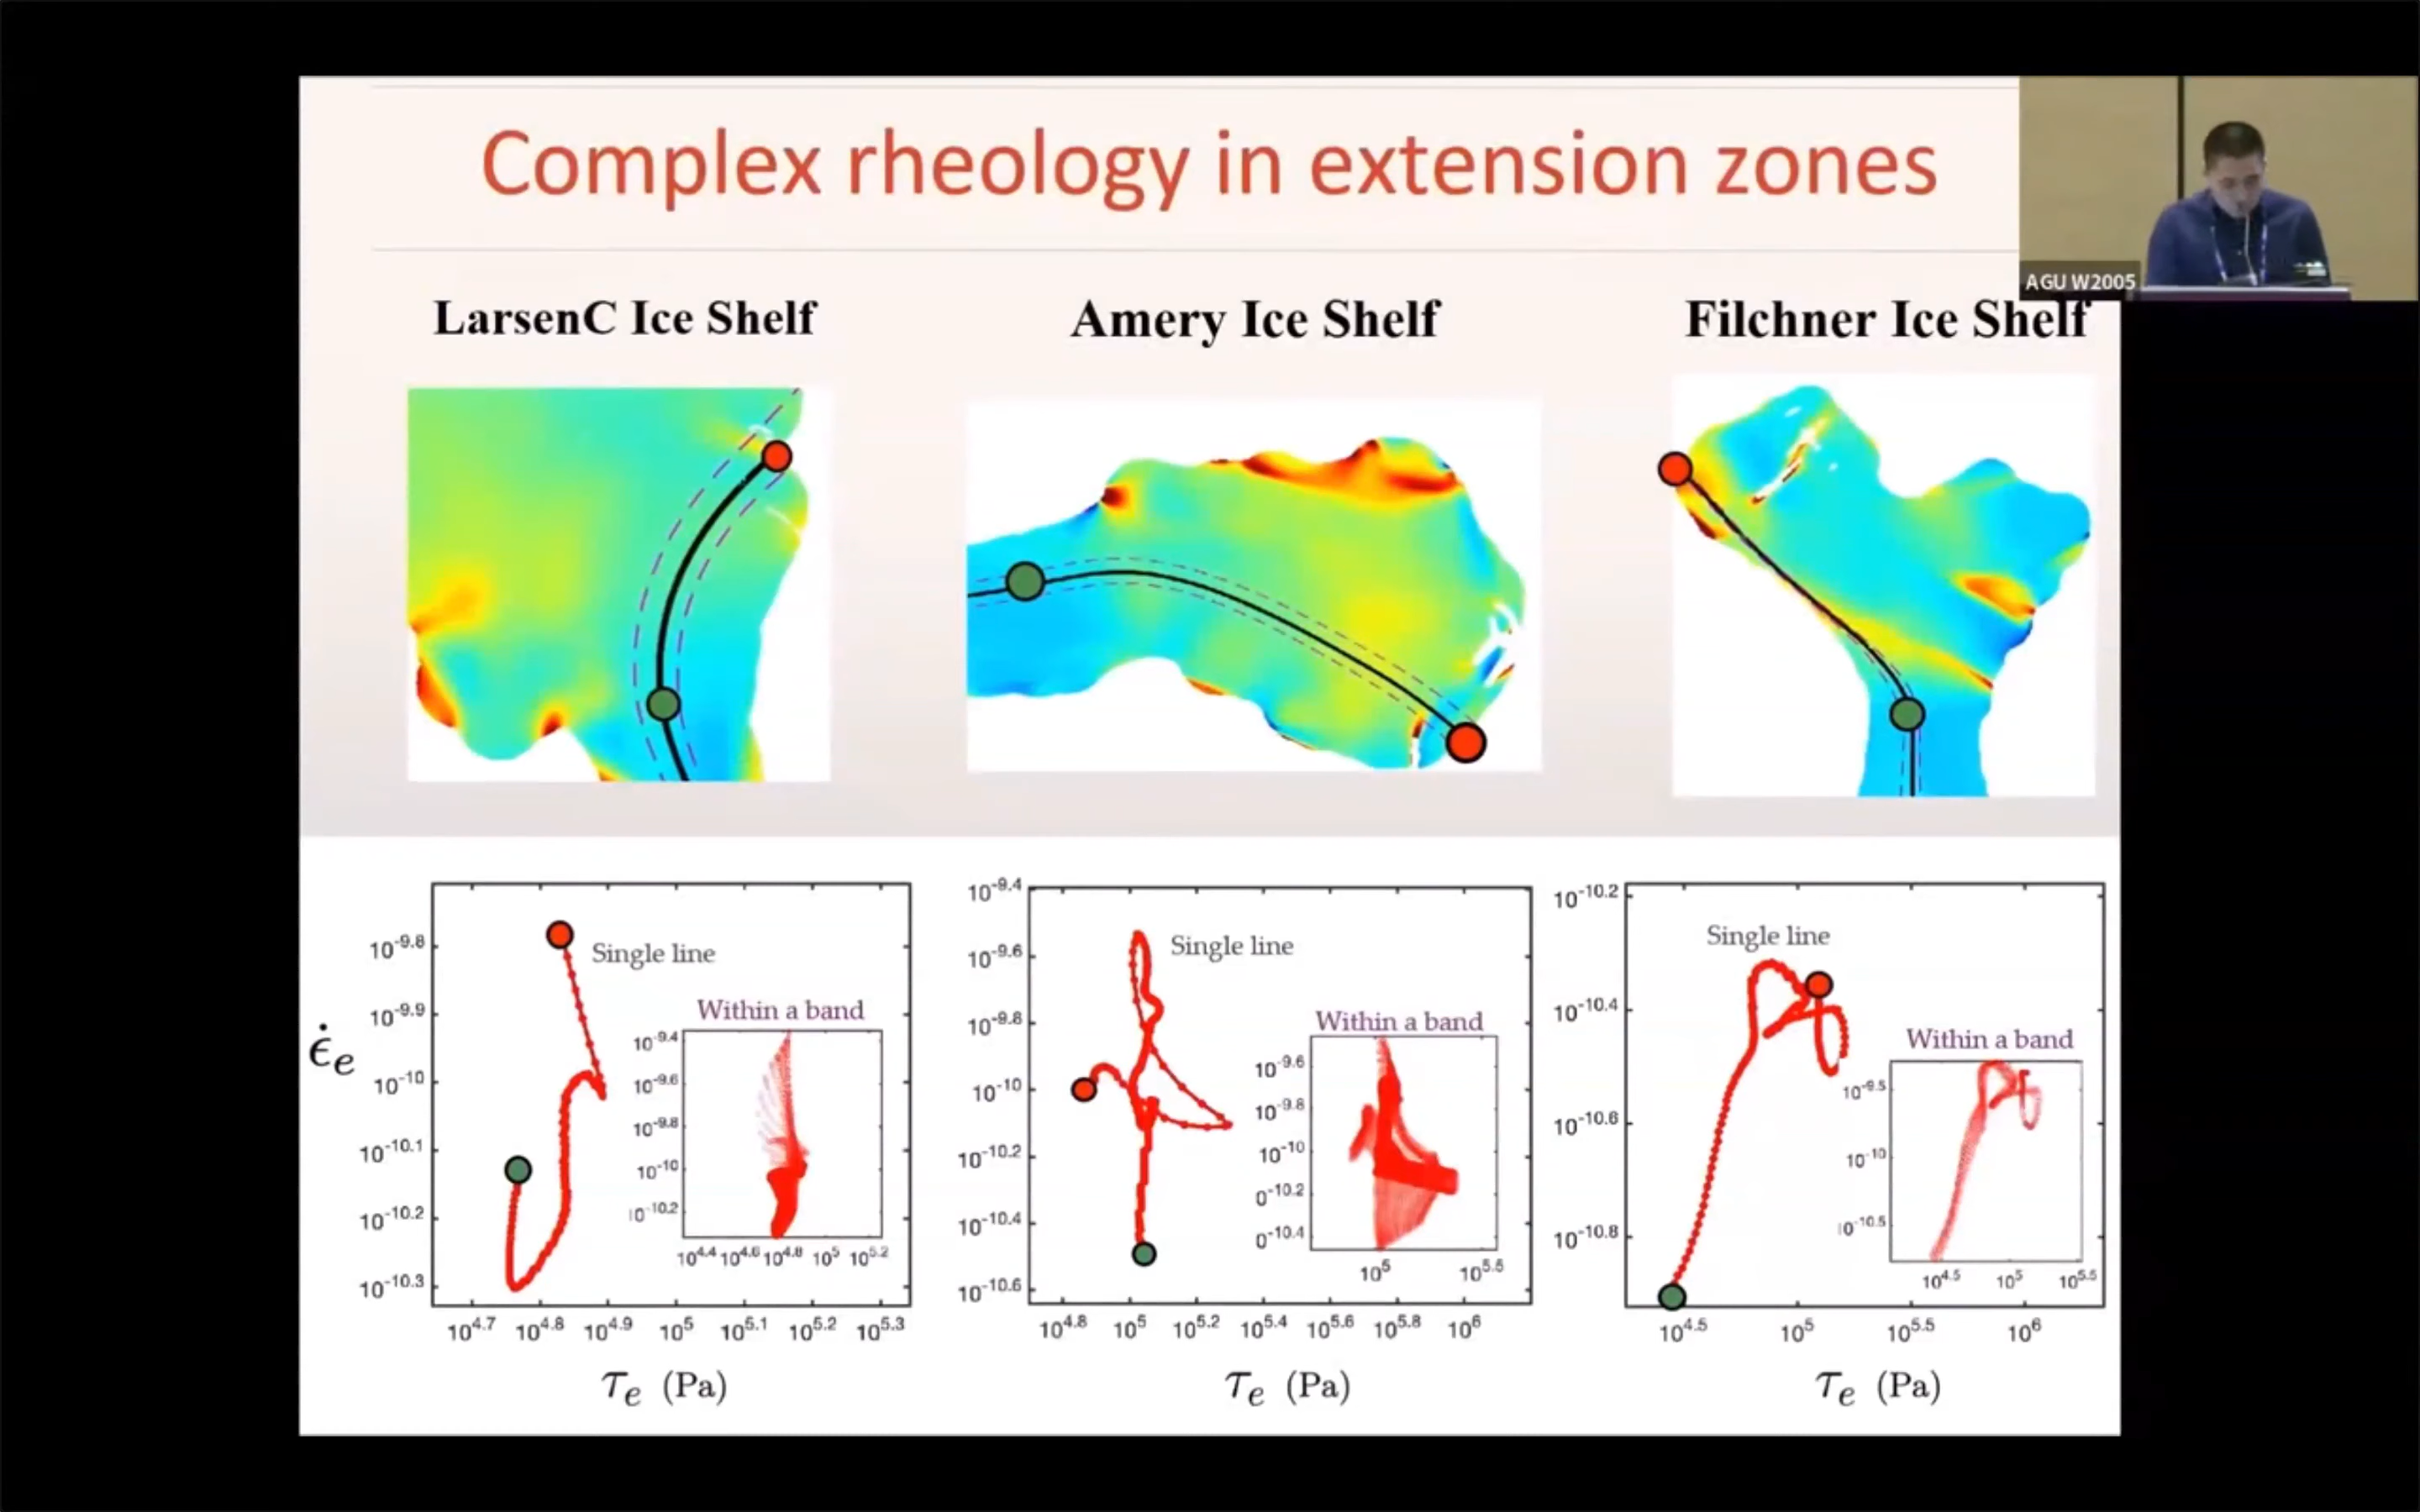 Complex rheology in extension zones
AGU W2005
LarsenC Ice Shelf
Amery Ice Shelf
Filchner Ice Shelf
ε̇ₑ
10^-9.8
10^-9.9
10^-10
10^-10.1
10^-10.2
10^-10.3
Single line
Within a band
10^-9.4
10^-9.6
10^-9.8
10^-10
10^-10.2
10^4.4 10^4.6 10^4.8 10^5 10^5.2
10^4.7 10^4.8 10^4.9 10^5 10^5.1 10^5.2 10^5.3
τₑ (Pa)
10^-9.4
10^-9.6
10^-9.8
10^-10
10^-10.2
10^-10.4
10^-10.6
Single line
Within a band
10^-9.6
10^-9.8
10^-10
0^-10.2
0^-10.4
10^5 10^5.5
10^4.8 10^5 10^5.2 10^5.4 10^5.6 10^5.8 10^6
τₑ (Pa)
10^-10.2
10^-10.4
10^-10.6
10^-10.8
Single line
Within a band
10^-9.5
10^-10
10^-10.5
10^4.5 10^5 10^5.5
10^4.5 10^5 10^5.5 10^6
τₑ (Pa)